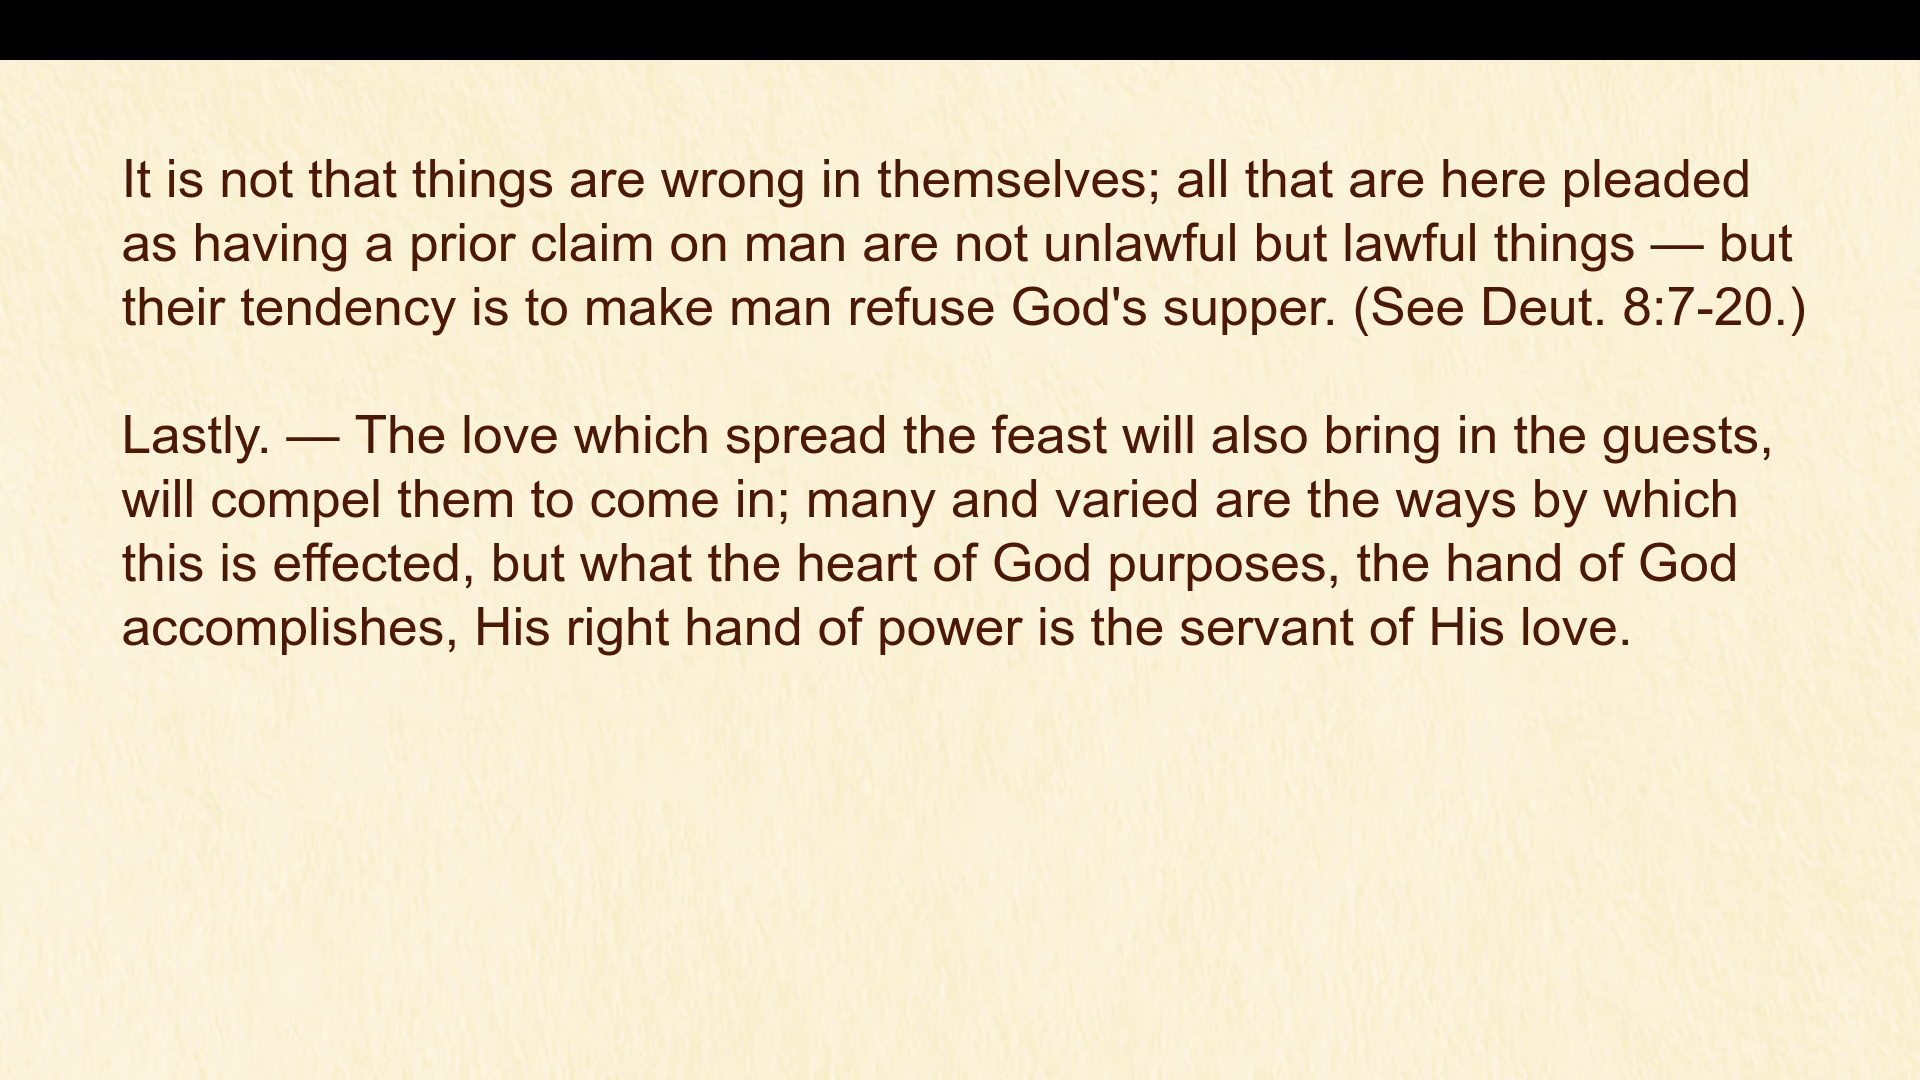 It is not that things are wrong in themselves; all that are here pleaded
as having a prior claim on man are not unlawful but lawful things — but
their tendency is to make man refuse God's supper. (See Deut. 8:7-20.)
Lastly. — The love which spread the feast will also bring in the guests,
will compel them to come in; many and varied are the ways by which
this is effected, but what the heart of God purposes, the hand of God
accomplishes, His right hand of power is the servant of His love.